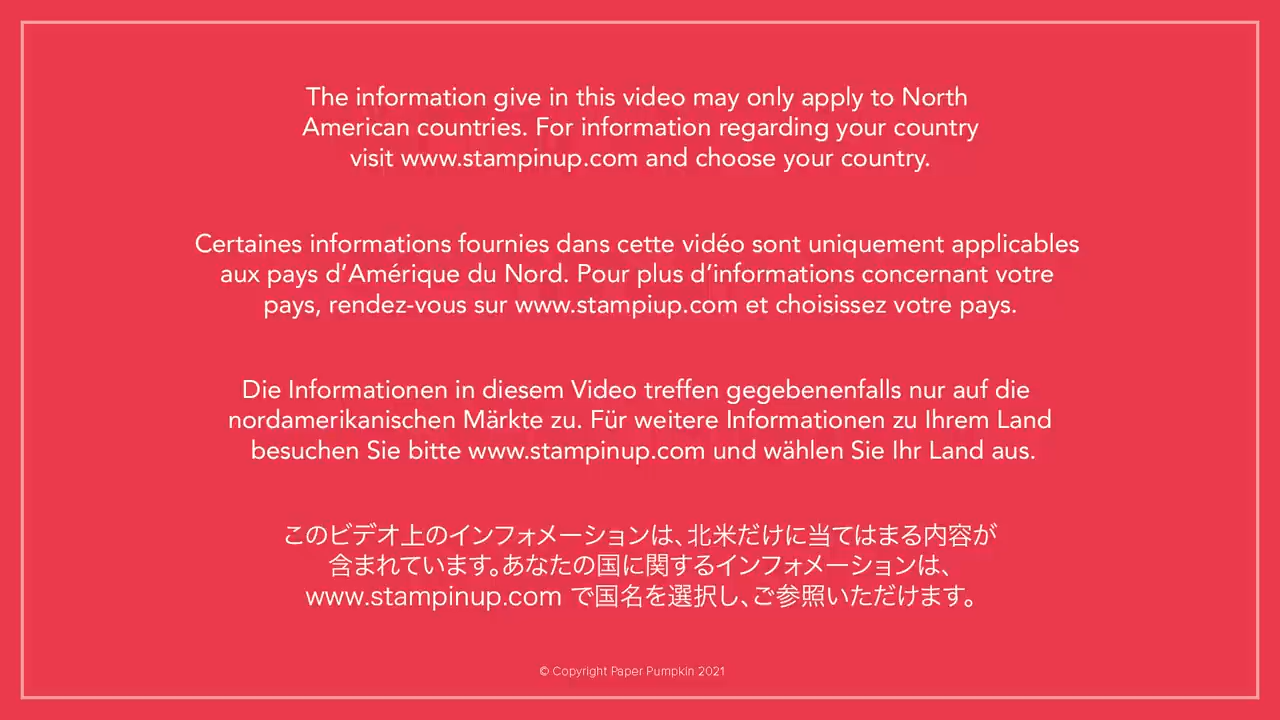 The information give in this video may only apply to North
American countries. For information regarding your country
visit www.stampinup.com and choose your country.
Certaines informations fournies dans cette vidéo sont uniquement applicables
aux pays d’Amérique du Nord. Pour plus d’informations concernant votre
pays, rendez-vous sur www.stampiup.com et choisissez votre pays.
Die Informationen in diesem Video treffen gegebenenfalls nur auf die
nordamerikanischen Märkte zu. Für weitere Informationen zu Ihrem Land
besuchen Sie bitte www.stampinup.com und wählen Sie Ihr Land aus.
このビデオ上のインフォメーションは、北米だけに当てはまる内容が
含まれています。あなたの国に関するインフォメーションは、
www.stampinup.com で国名を選択し、ご参照いただけます。
© Copyright Paper Pumpkin 2021